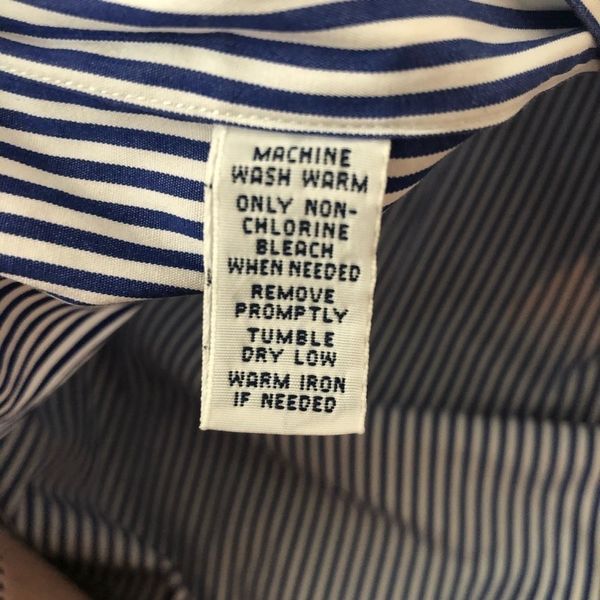 MACHINE
WASH WARM
ONLY NON-
CHLORINE
BLEACH
WHEN NEEDED
REMOVE
PROMPTLY
TUMBLE
DRY LOW
WARM IRON
IF NEEDED